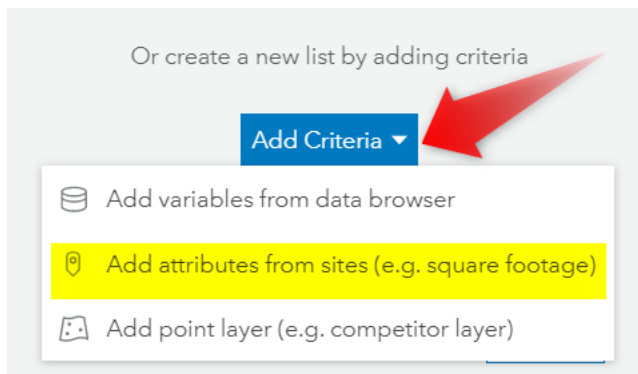 Or create a new list by adding criteria
Add Criteria
Add variables from data browser
Add attributes from sites (e.g. square footage)
Add point layer (e.g. competitor layer)